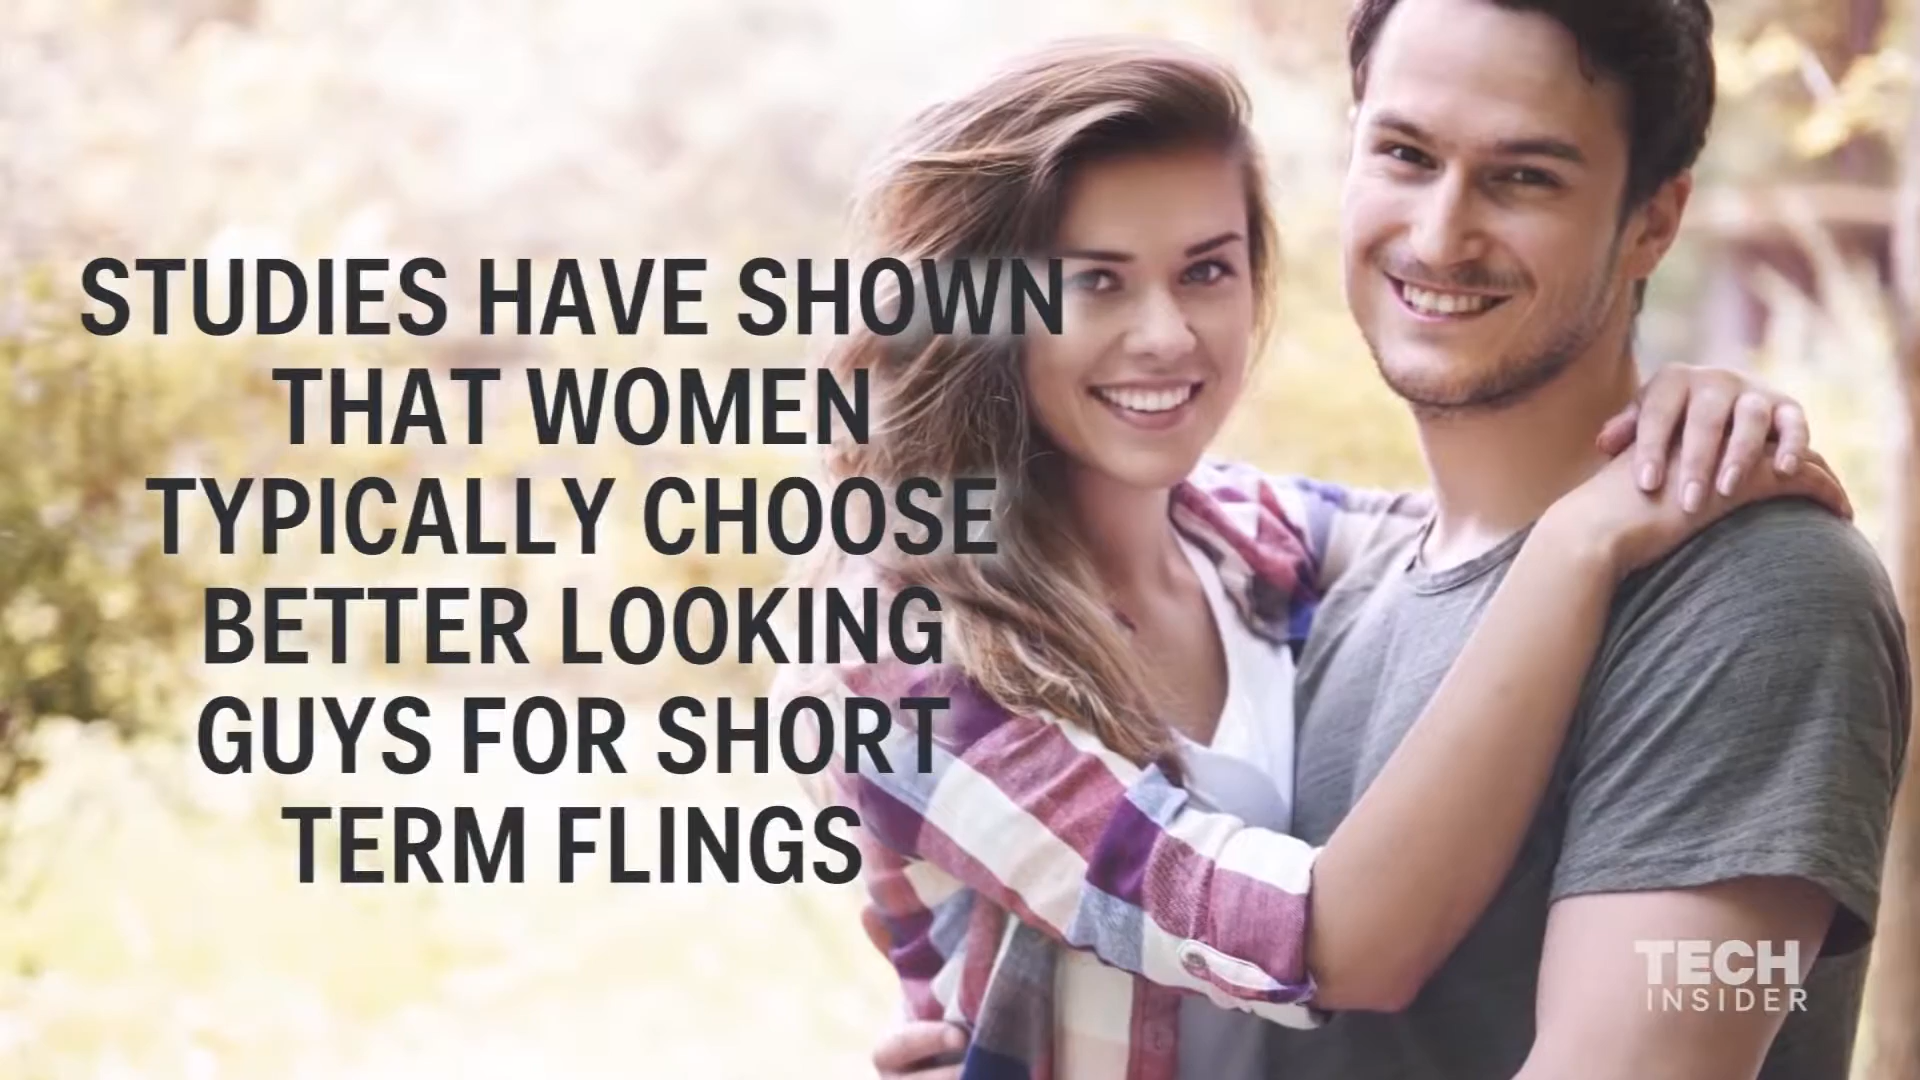 STUDIES HAVE SHOWN
THAT WOMEN
TYPICALLY CHOOSE
BETTER LOOKING
GUYS FOR SHORT
TERM FLINGS
TECH
INSIDER